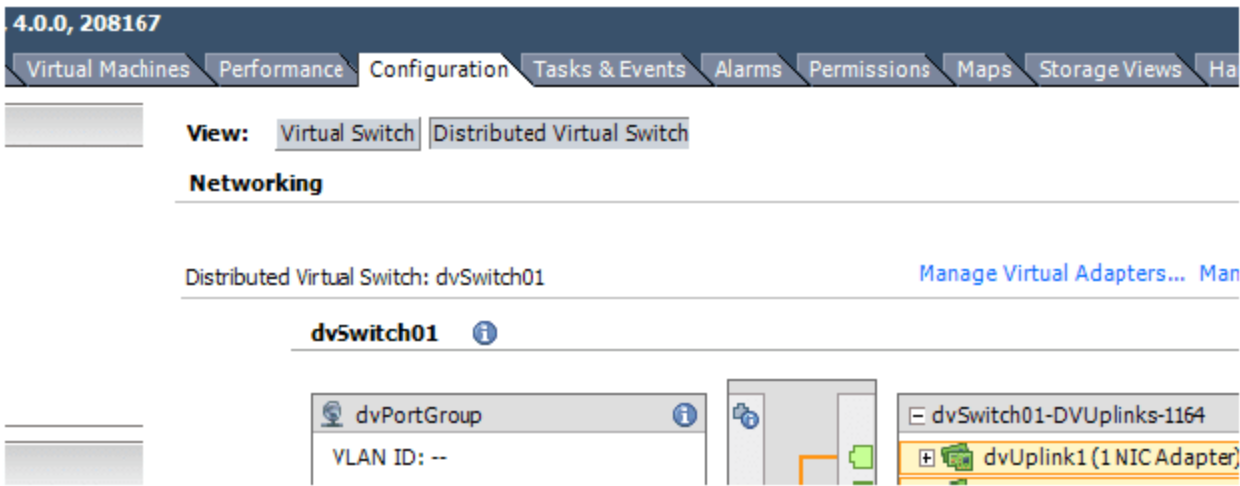 . 4.0.0, 208167
Virtual Machines Performance Configuration Tasks & Events Alarms Permissions Maps Storage Views Ha
View: Virtual Switch Distributed Virtual Switch
Networking
Distributed Virtual Switch: dvSwitch01 Manage Virtual Adapters... Man
dvSwitch01
dvPortGroup dvSwitch01-DVUplinks-1164
VLAN ID: -- dvUplink1 (1 NIC Adapter)